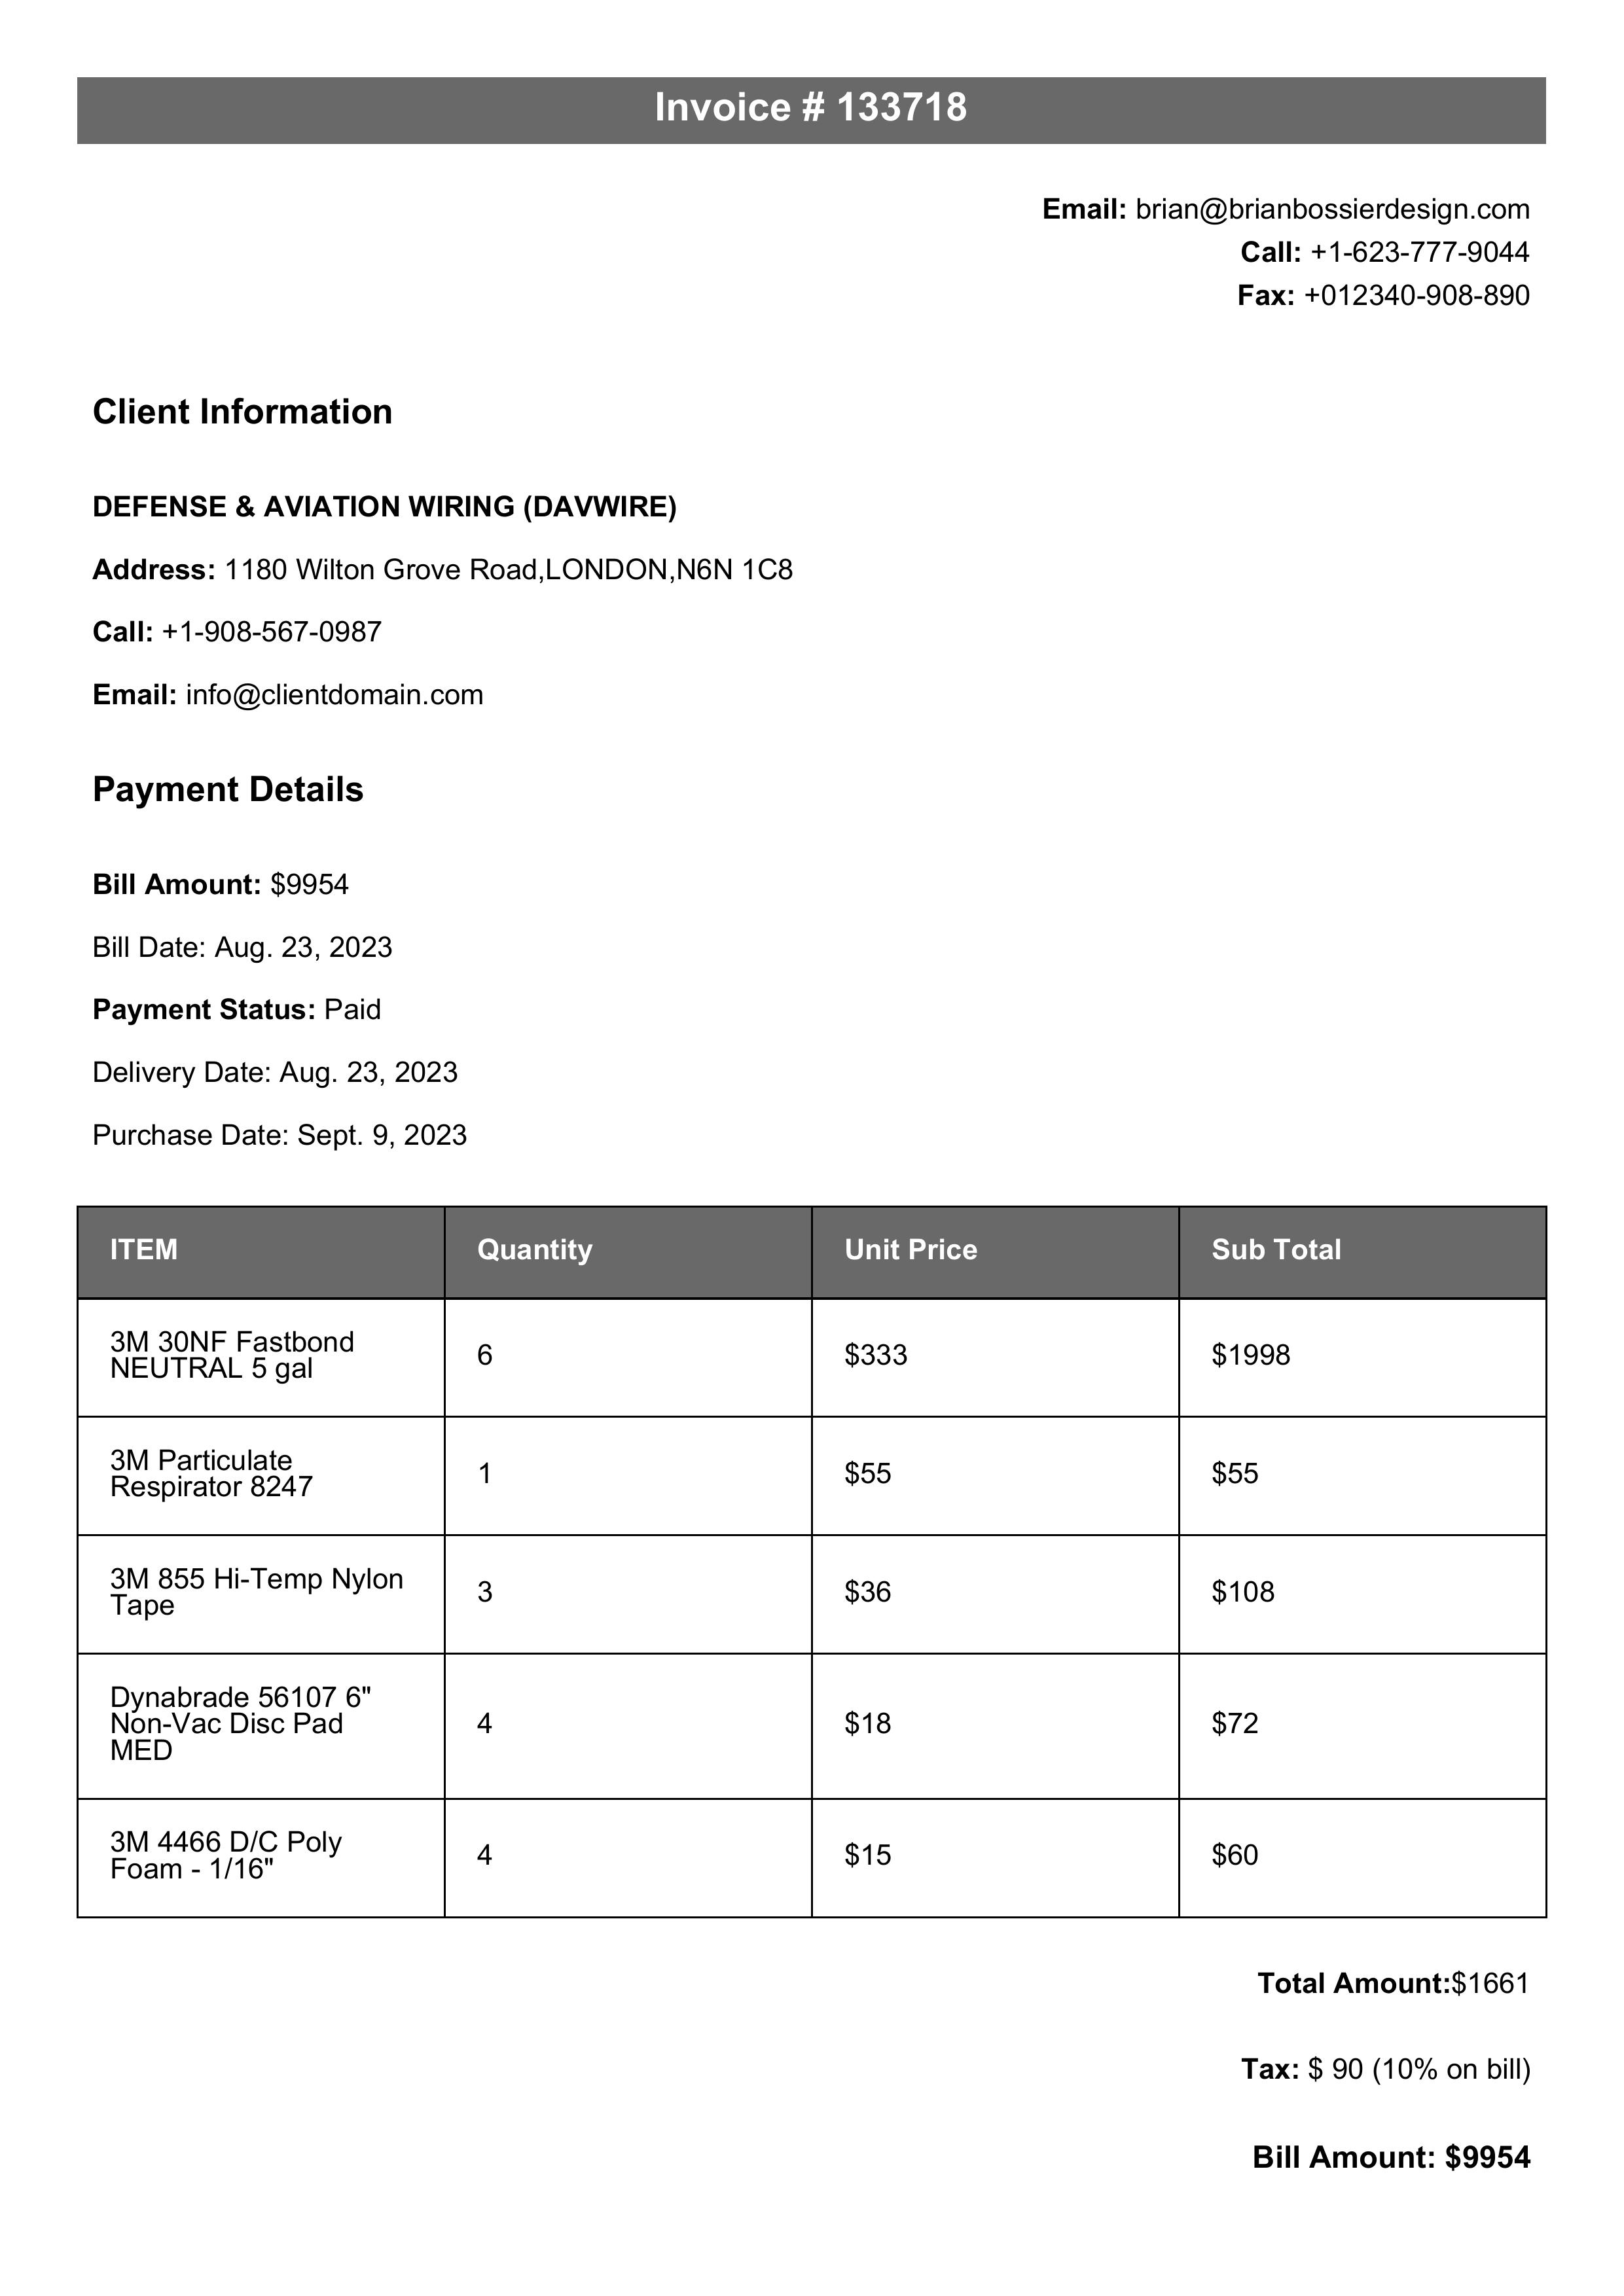 Invoice # 133718
Email: brian@brianbossierdesign.com
Call: +1-623-777-9044
Fax: +012340-908-890
Client Information
DEFENSE & AVIATION WIRING (DAVWIRE)
Address: 1180 Wilton Grove Road,LONDON,N6N 1C8
Call: +1-908-567-0987
Email: info@clientdomain.com
Payment Details
Bill Amount: $9954
Bill Date: Aug. 23, 2023
Payment Status: Paid
Delivery Date: Aug. 23, 2023
Purchase Date: Sept. 9, 2023
ITEM Quantity Unit Price Sub Total
3M 30NF Fastbond
NEUTRAL 5 gal
6 $333 $1998
3M Particulate
Respirator 8247
1 $55 $55
3M 855 Hi-Temp Nylon
Tape
3 $36 $108
Dynabrade 56107 6"
Non-Vac Disc Pad
MED
4 $18 $72
3M 4466 D/C Poly
Foam - 1/16"
4 $15 $60
Total Amount:$1661
Tax: $ 90 (10% on bill)
Bill Amount: $9954